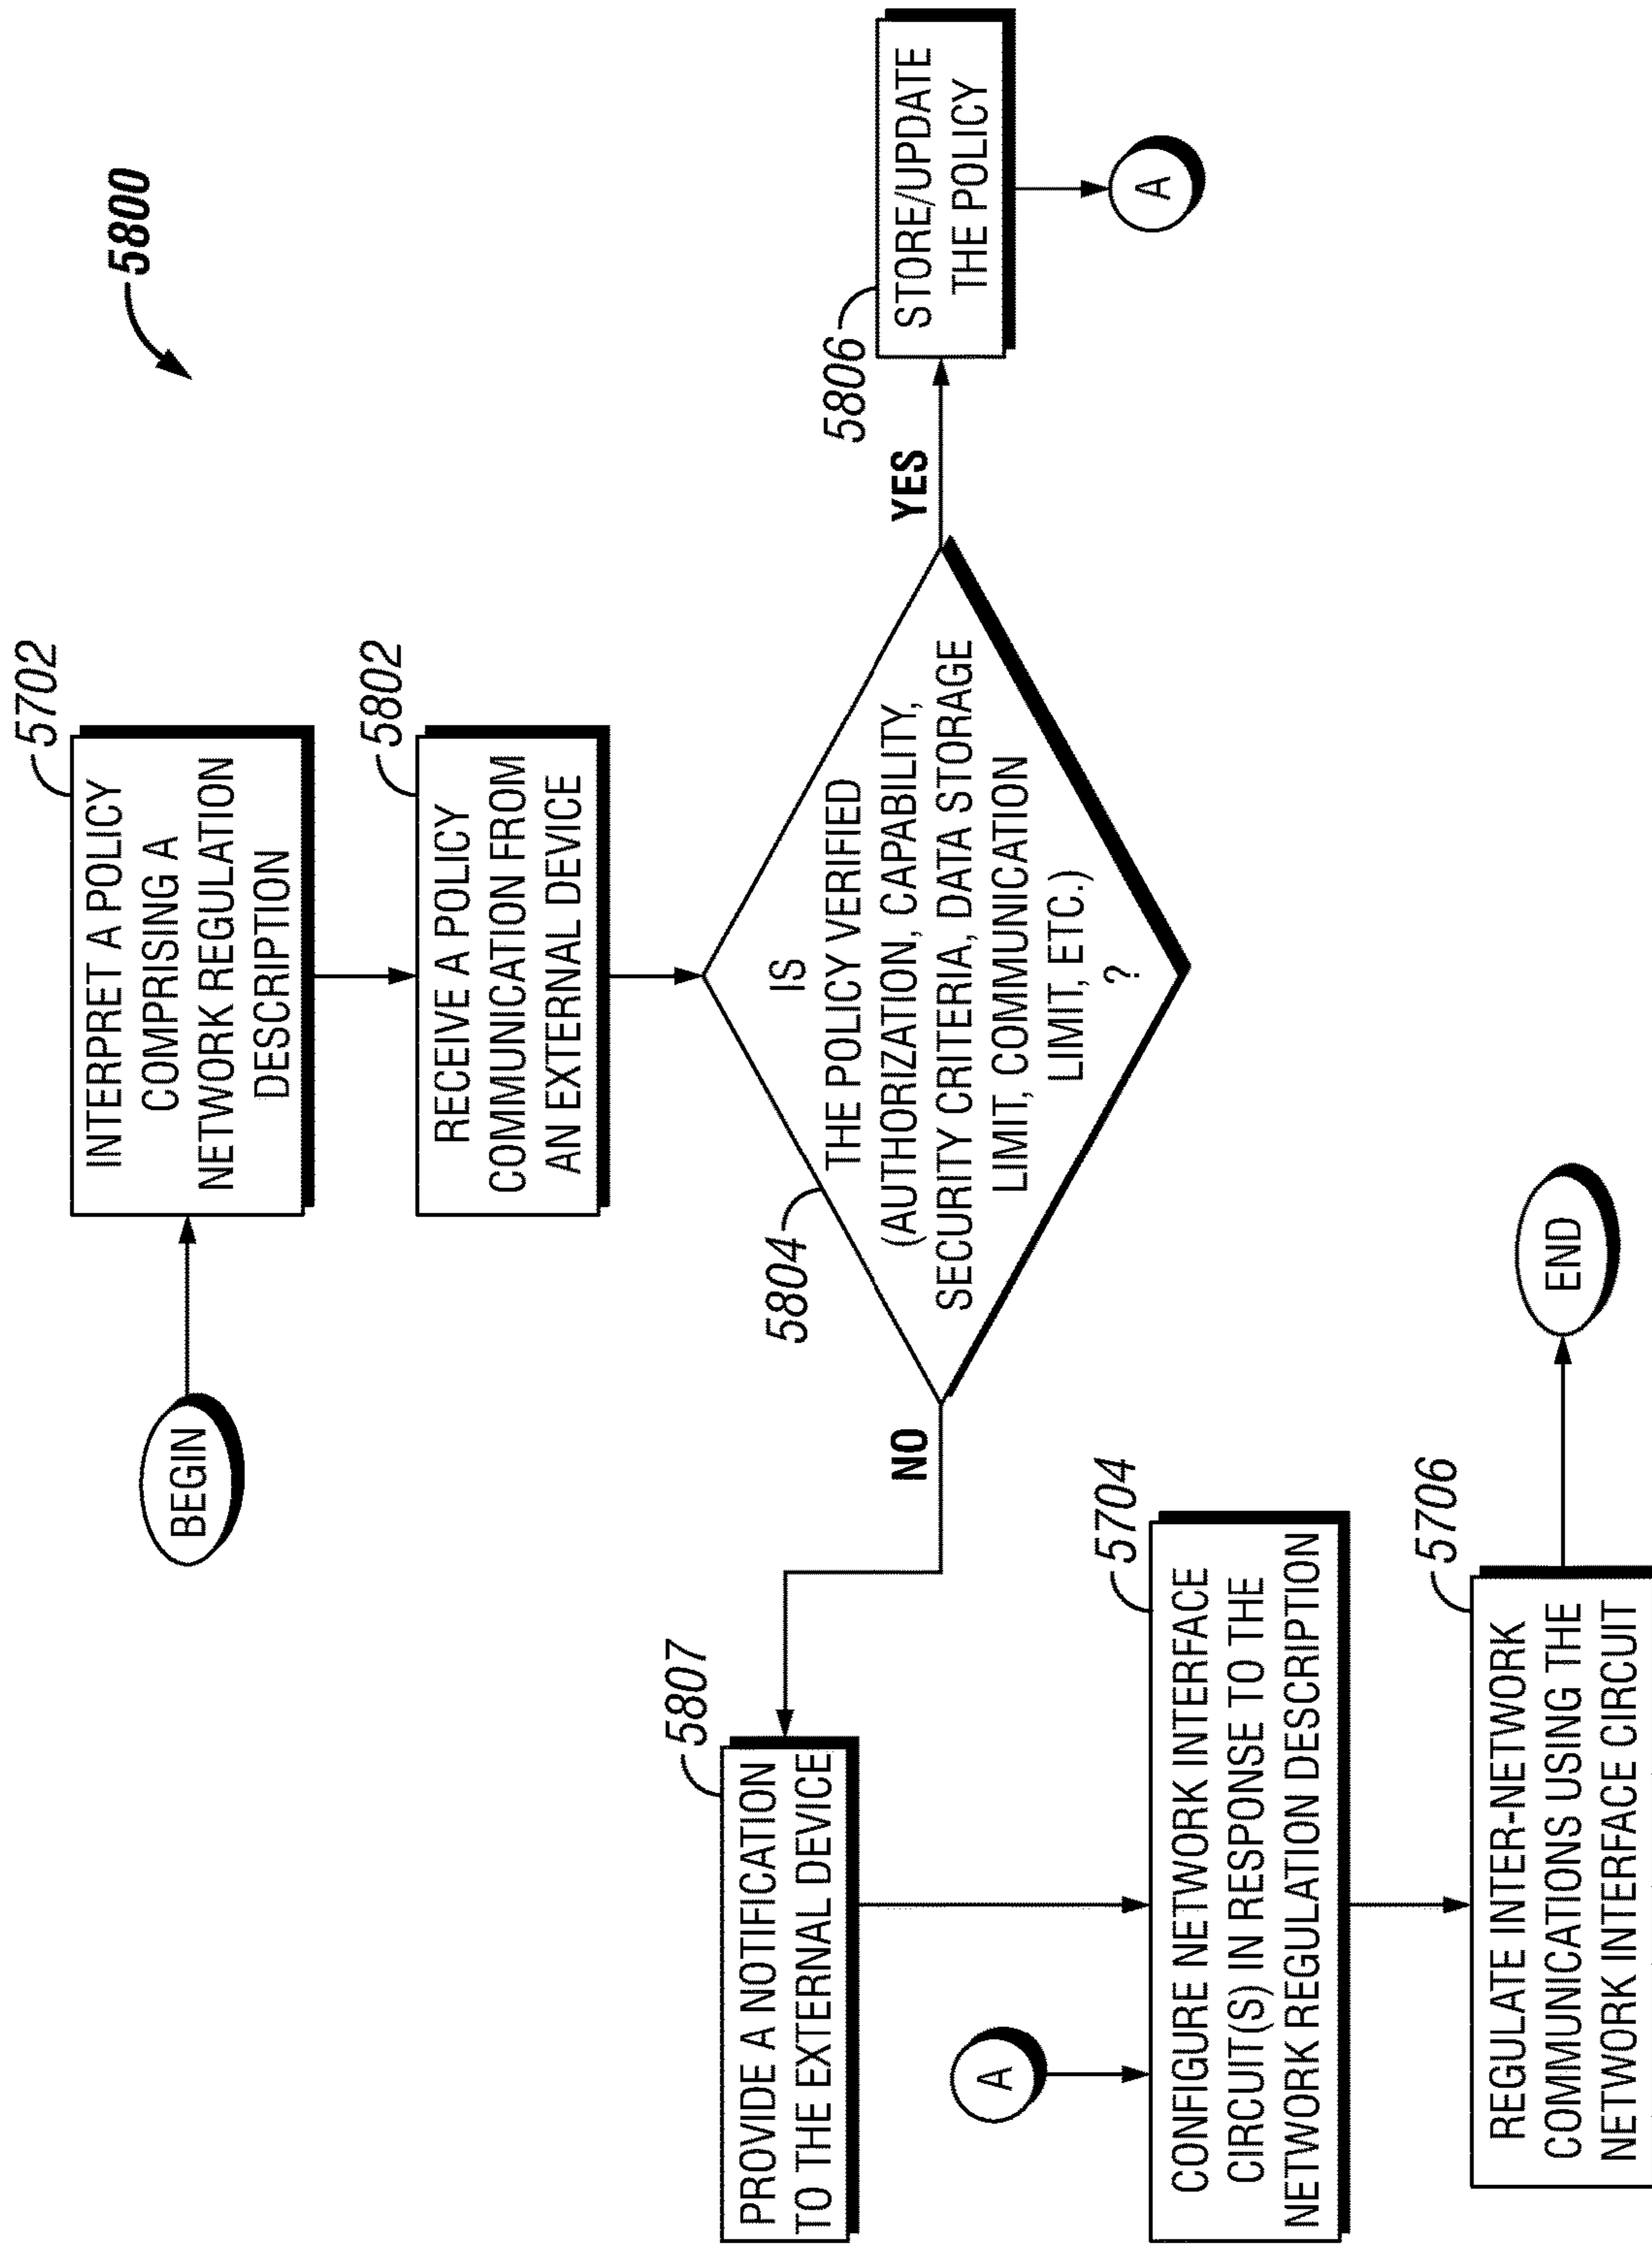 5800
BEGIN
5702
INTERPRET A POLICY
COMPRISING A
NETWORK REGULATION
DESCRIPTION
5802
RECEIVE A POLICY
COMMUNICATION FROM
AN EXTERNAL DEVICE
5804
IS
THE POLICY VERIFIED
(AUTHORIZATION, CAPABILITY,
SECURITY CRITERIA, DATA STORAGE
LIMIT, COMMUNICATION
LIMIT, ETC.)
?
YES
5806
STORE/UPDATE
THE POLICY
A
NO
5807
PROVIDE A NOTIFICATION
TO THE EXTERNAL DEVICE
A
5704
CONFIGURE NETWORK INTERFACE
CIRCUIT(S) IN RESPONSE TO THE
NETWORK REGULATION DESCRIPTION
5706
REGULATE INTER-NETWORK
COMMUNICATIONS USING THE
NETWORK INTERFACE CIRCUIT
END